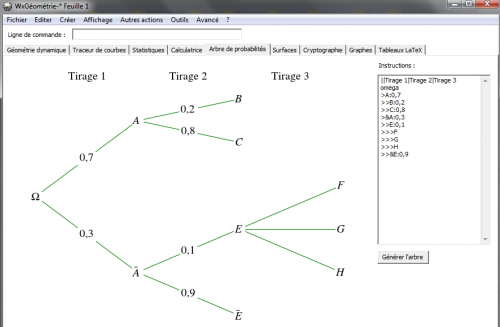 WxGéométrie-* Feuille 1
Fichier Editer Créer Affichage Autres actions Outils Avancé ?
Ligne de commande :
Géométrie dynamique Traceur de courbes Statistiques Calculatrice Arbre de probabilités Surfaces Cryptographie Graphes Tableaux LaTeX
Tirage 1 Tirage 2 Tirage 3
Instructions :
||Tirage 1|Tirage 2|Tirage 3
omega
>A:0,7
>>B:0,2
>>C:0,8
>&A:0,3
>>E:0,1
>>>F
>>>G
>>>H
>>&E:0,9
Générer l'arbre
B
0,2
A
0,8
C
0,7
Ω
F
0,3
E
G
0,1
Ā
H
0,9
Ē